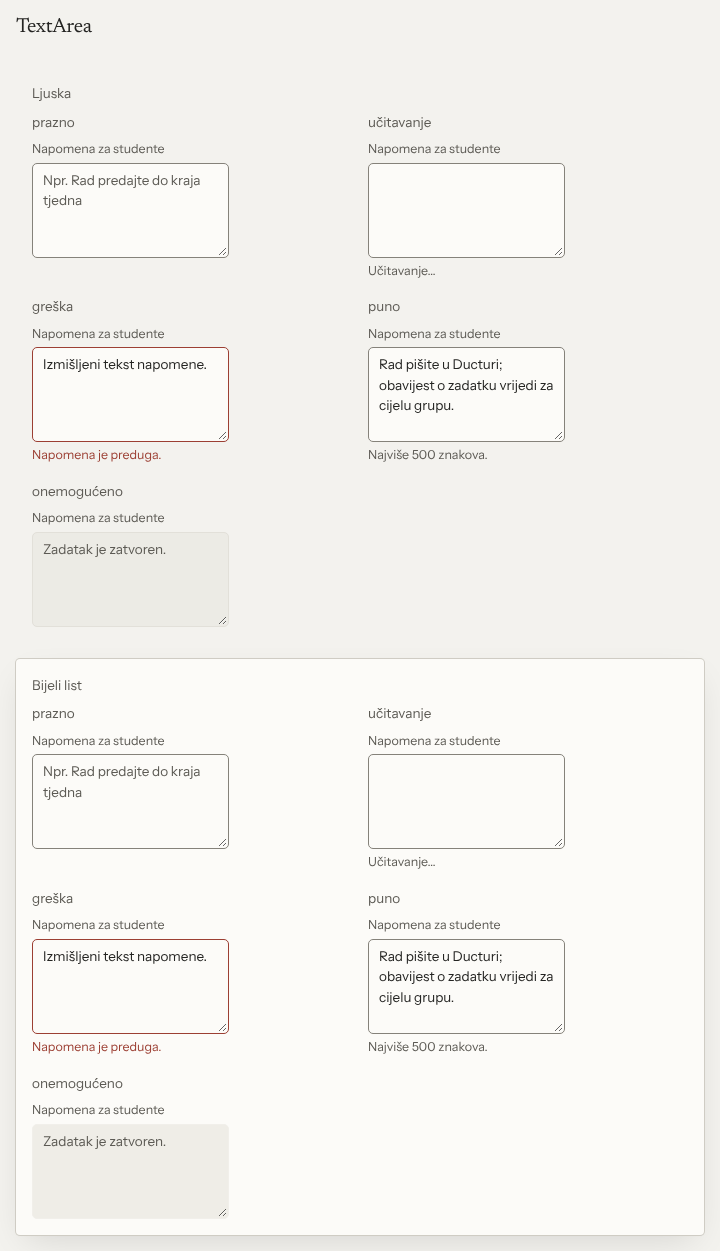 TextArea
Ljuska
prazno
Napomena za studente
Npr. Rad predajte do kraja
tjedna
učitavanje
Napomena za studente
Učitavanje…
greška
Napomena za studente
Izmišljeni tekst napomene.
Napomena je preduga.
puno
Napomena za studente
Rad pišite u Ducturi;
obavijest o zadatku vrijedi za
cijelu grupu.
Najviše 500 znakova.
onemogućeno
Napomena za studente
Zadatak je zatvoren.
Bijeli list
prazno
Napomena za studente
Npr. Rad predajte do kraja
tjedna
učitavanje
Napomena za studente
Učitavanje…
greška
Napomena za studente
Izmišljeni tekst napomene.
Napomena je preduga.
puno
Napomena za studente
Rad pišite u Ducturi;
obavijest o zadatku vrijedi za
cijelu grupu.
Najviše 500 znakova.
onemogućeno
Napomena za studente
Zadatak je zatvoren.